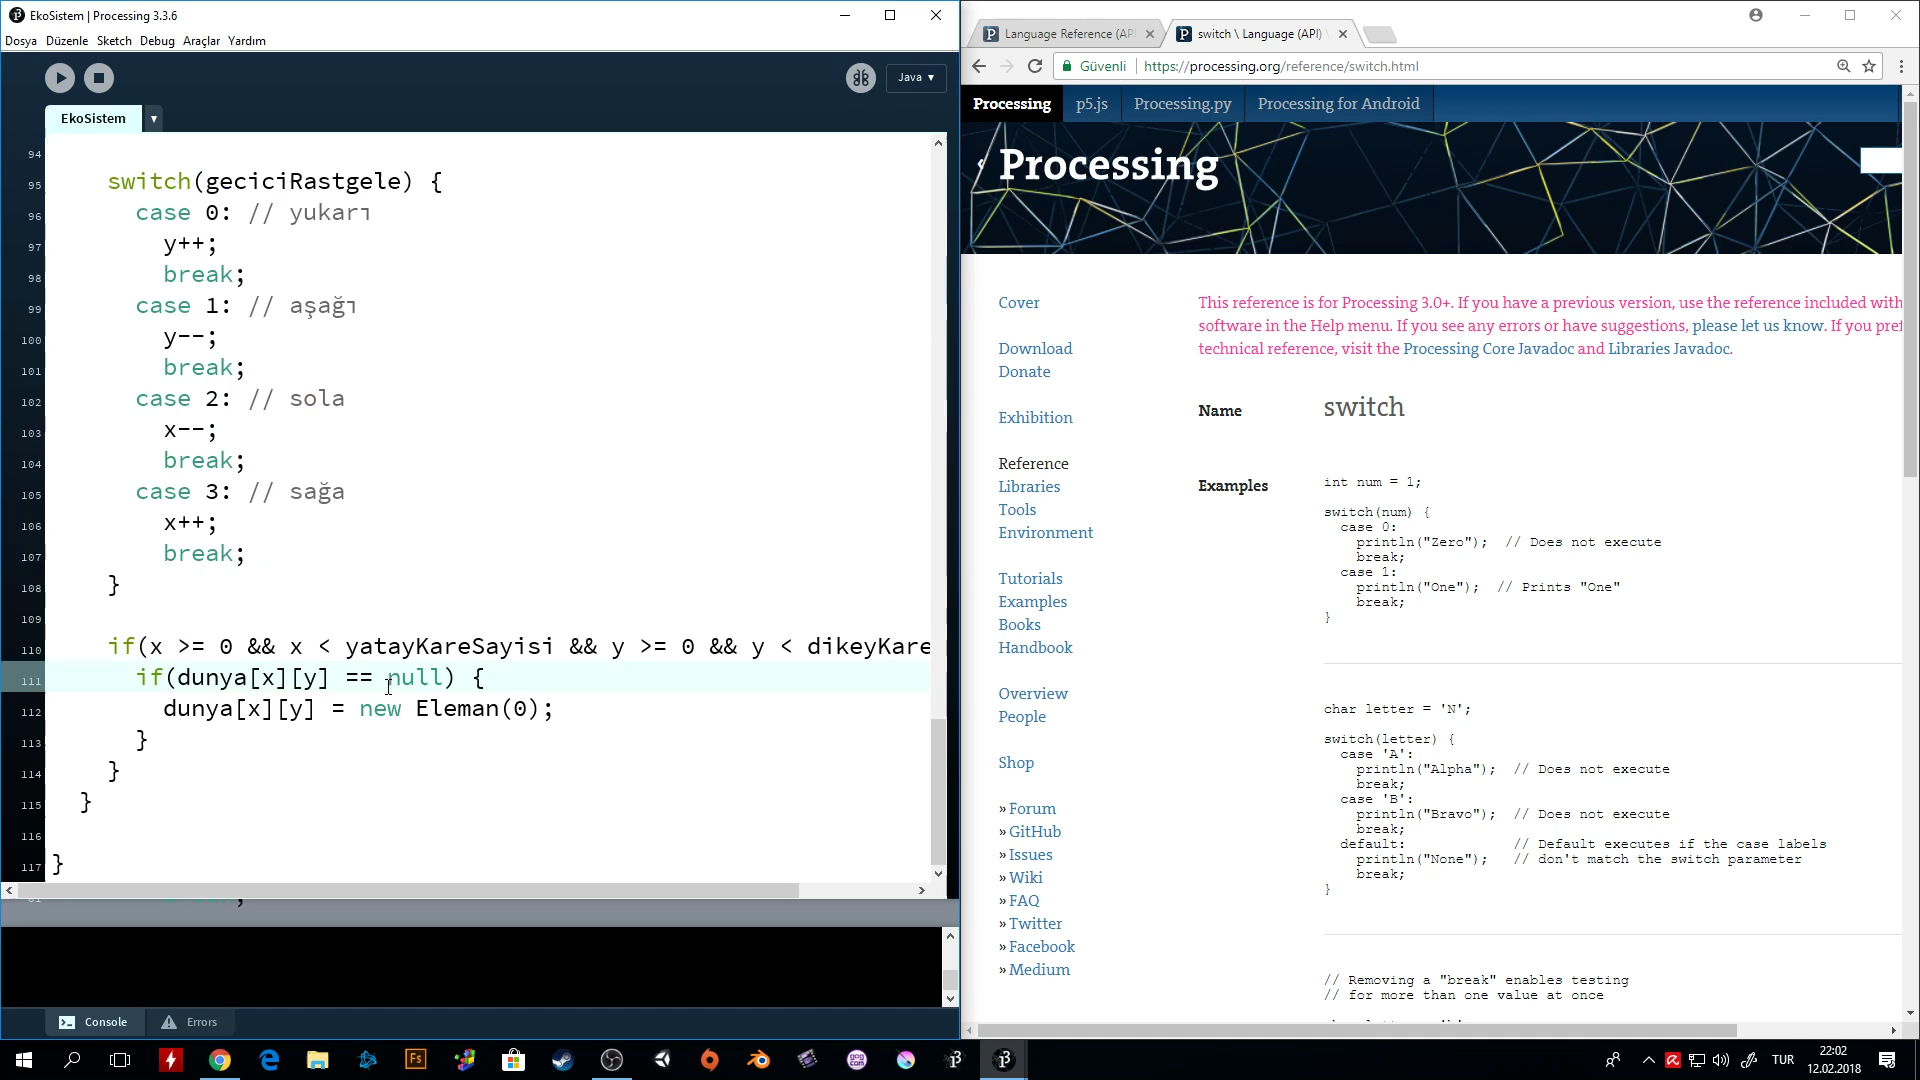 EkoSistem | Processing 3.3.6
Dosya Düzenle Sketch Debug Araçlar Yardım
Java ▾
EkoSistem
94
95 switch(geciciRastgele) {
96 case 0: // yukarı
97 y++;
98 break;
99 case 1: // aşağı
100 y--;
101 break;
102 case 2: // sola
103 x--;
104 break;
105 case 3: // sağa
106 x++;
107 break;
108 }
109
110 if(x >= 0 && x < yatayKareSayisi && y >= 0 && y < dikeyKare
111 if(dunya[x][y] == null) {
112 dunya[x][y] = new Eleman(0);
113 }
114 }
115 }
116
117 }
Console Errors
Language Reference (AP
switch \ Language (API)
Güvenli https://processing.org/reference/switch.html
Processing p5.js Processing.py Processing for Android
Processing
Cover
Download
Donate
Exhibition
Reference
Libraries
Tools
Environment
Tutorials
Examples
Books
Handbook
Overview
People
Shop
» Forum
» GitHub
» Issues
» Wiki
» FAQ
» Twitter
» Facebook
» Medium
This reference is for Processing 3.0+. If you have a previous version, use the reference included with
software in the Help menu. If you see any errors or have suggestions, please let us know. If you pref
technical reference, visit the Processing Core Javadoc and Libraries Javadoc.
Name switch
Examples
int num = 1;
switch(num) {
case 0:
println("Zero"); // Does not execute
break;
case 1:
println("One"); // Prints "One"
break;
}
char letter = 'N';
switch(letter) {
case 'A':
println("Alpha"); // Does not execute
break;
case 'B':
println("Bravo"); // Does not execute
break;
default: // Default executes if the case labels
println("None"); // don't match the switch parameter
break;
}
// Removing a "break" enables testing
// for more than one value at once
TUR
22:02
12.02.2018